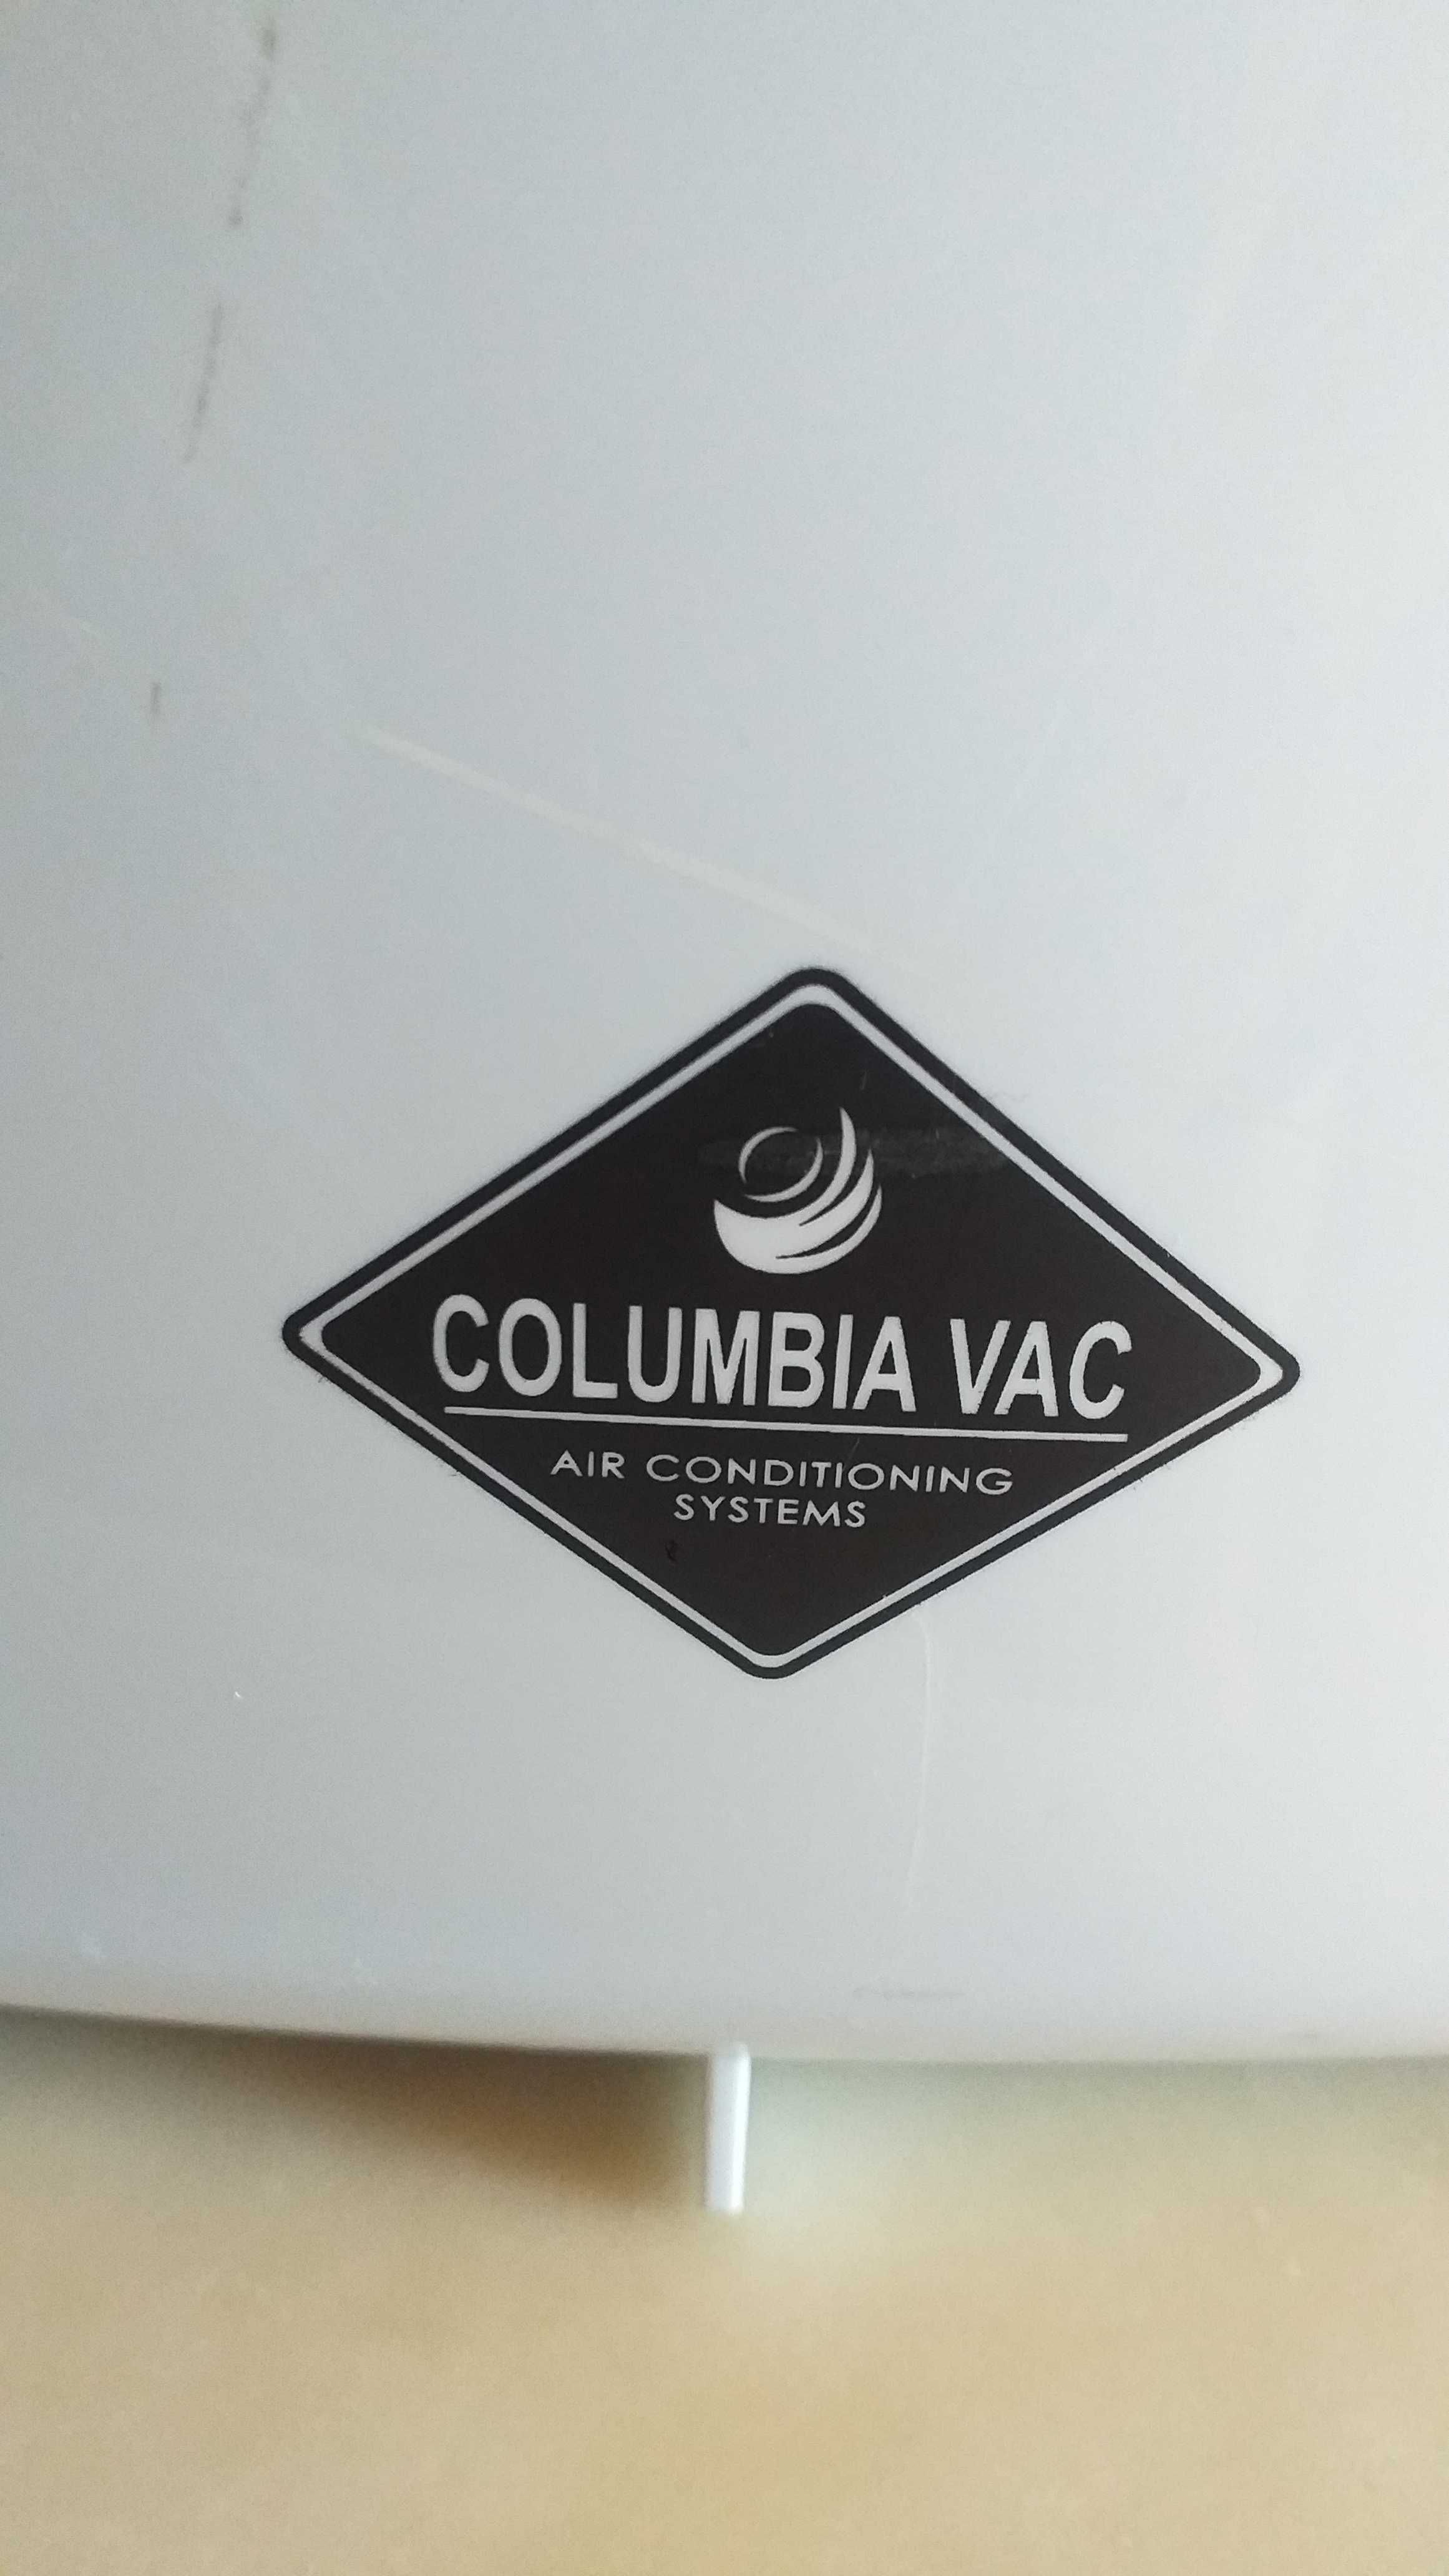 COLUMBIA VAC
AIR CONDITIONING
SYSTEMS